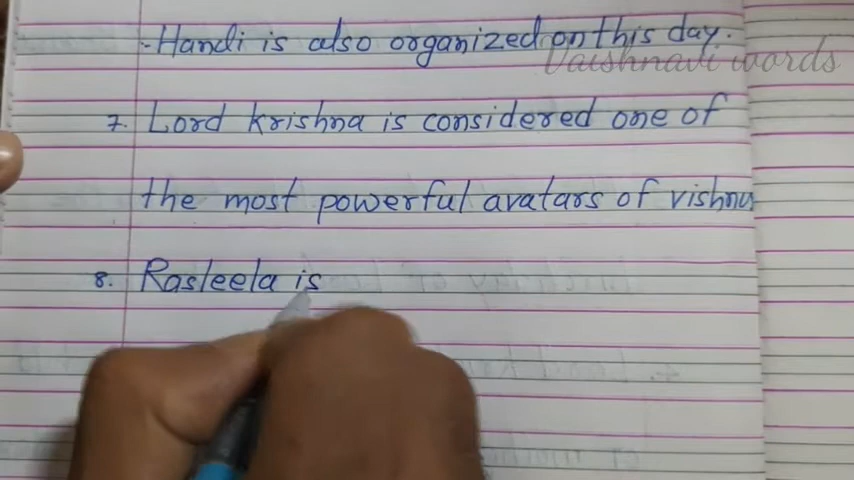 - Handi is also organized on this day.
Vaishnavi words
7. Lord krishna is considered one of
the most powerful avatars of vishnu
8. Rasleela is